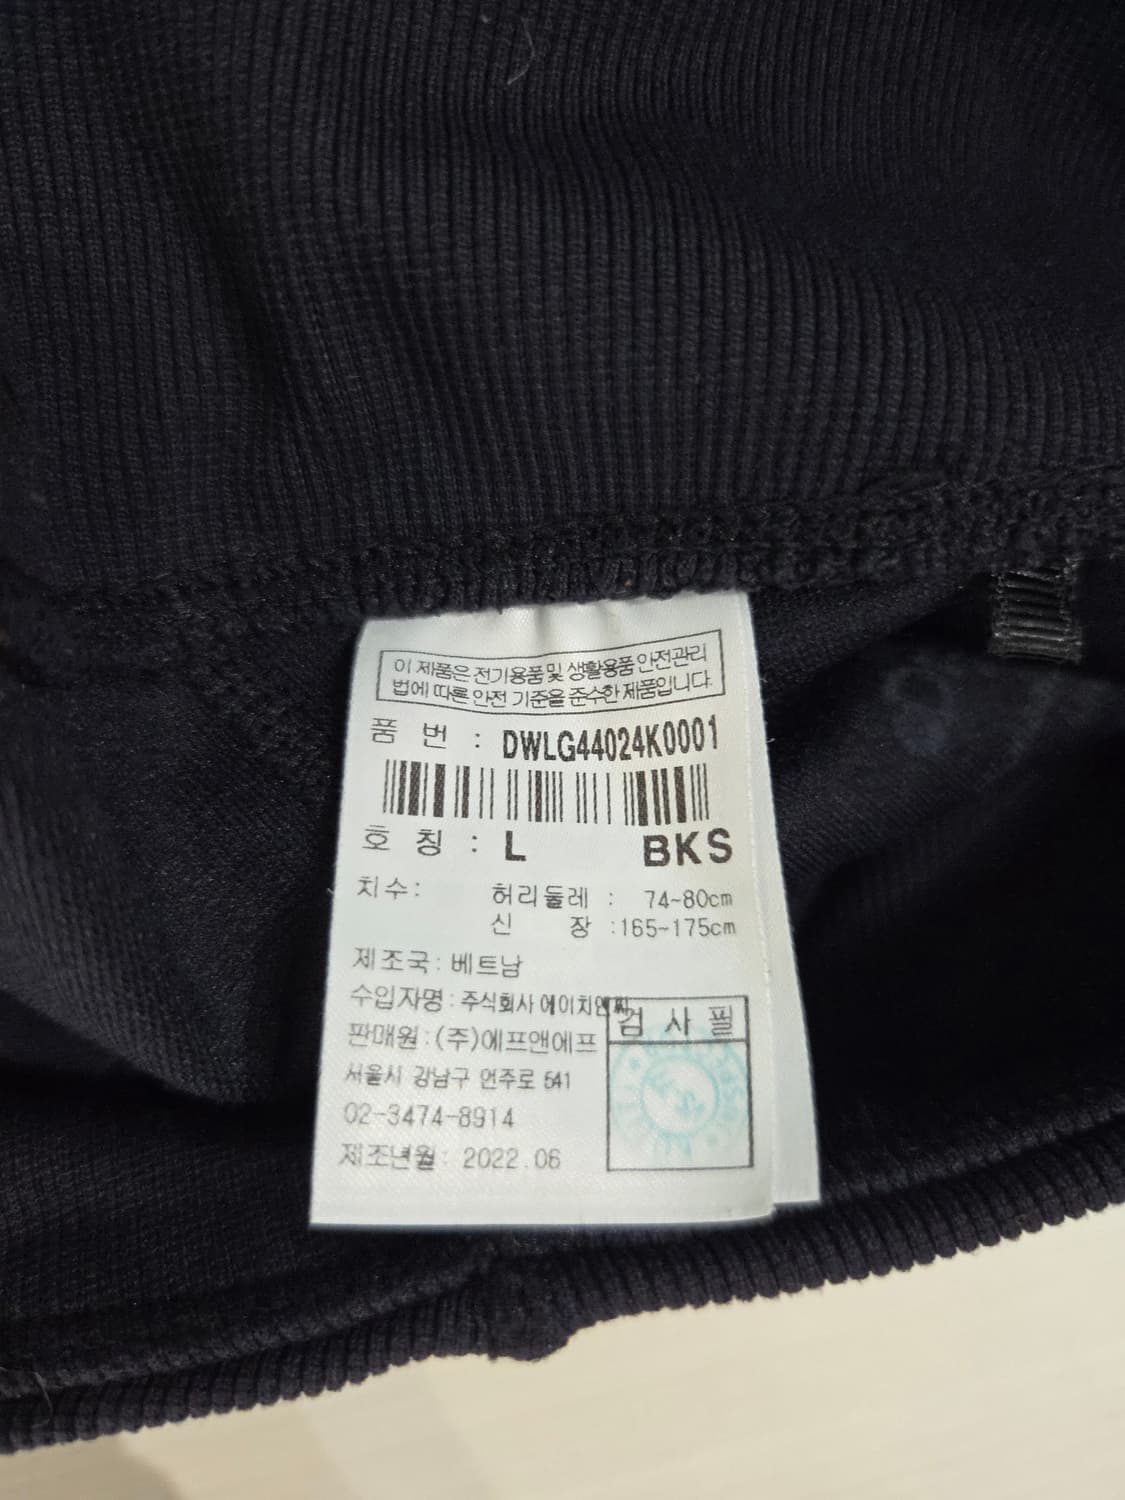 이 제품은 전기용품 및 생활용품 안전관리
법에 따른 안전 기준을 준수한 제품입니다.
품 번 : DWLG44024K0001
호 칭 : L BKS
치수: 허리둘레 : 74~80cm
신 장 :165~175cm
제조국: 베트남
수입자명 : 주식회사 에이치엔씨
검 사 필
판매원 : (주)에프앤에프
서울시 강남구 언주로 541
02-3474-8914
제조년월: 2022.06